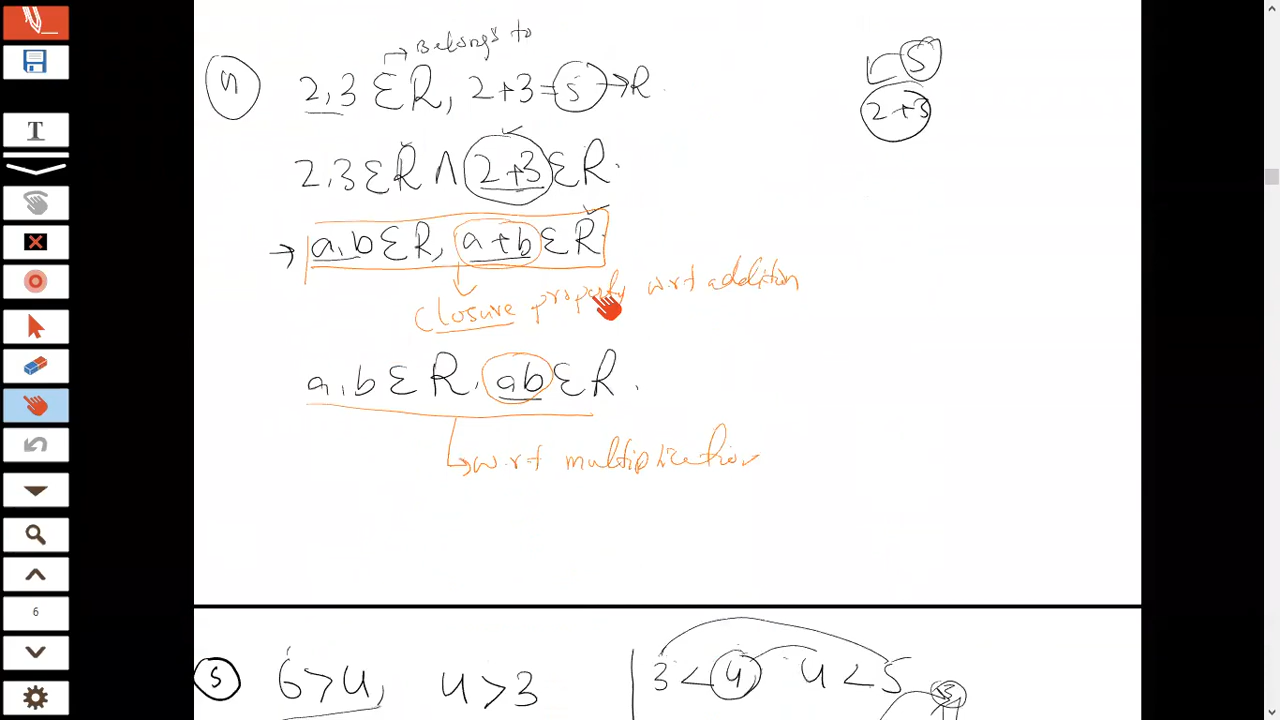 → Belongs to
4) 2,3 ∈ R, 2+3 = 5 → R
5
2+3
2,3 ∈ R ∧ 2+3 ∈ R.
→ a,b ∈ R, a+b ∈ R
closure property w.r.t addition
a,b ∈ R, ab ∈ R.
w.r.t multiplication
T
6
5 6>4, 4>3 3<4 4<5